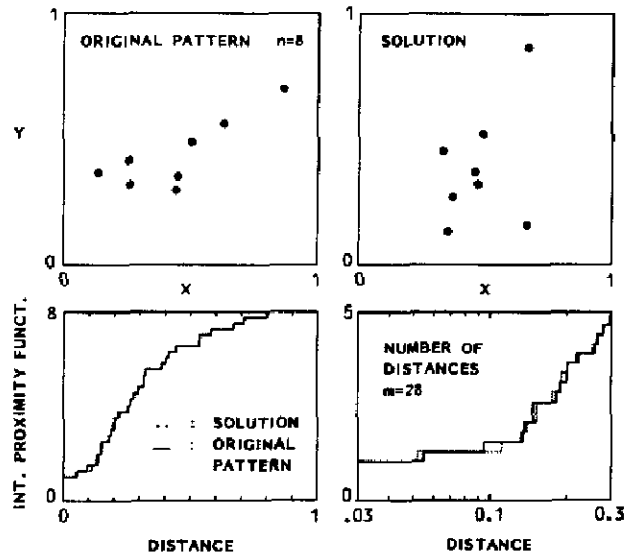 1
ORIGINAL PATTERN n=8
Y
0
0
X
1
1
SOLUTION
0
0
X
1
INT. PROXIMITY FUNCT.
8
SOLUTION
ORIGINAL
PATTERN
0
0
1
DISTANCE
5
NUMBER OF
DISTANCES
m=28
0
.03
0.1
0.3
DISTANCE